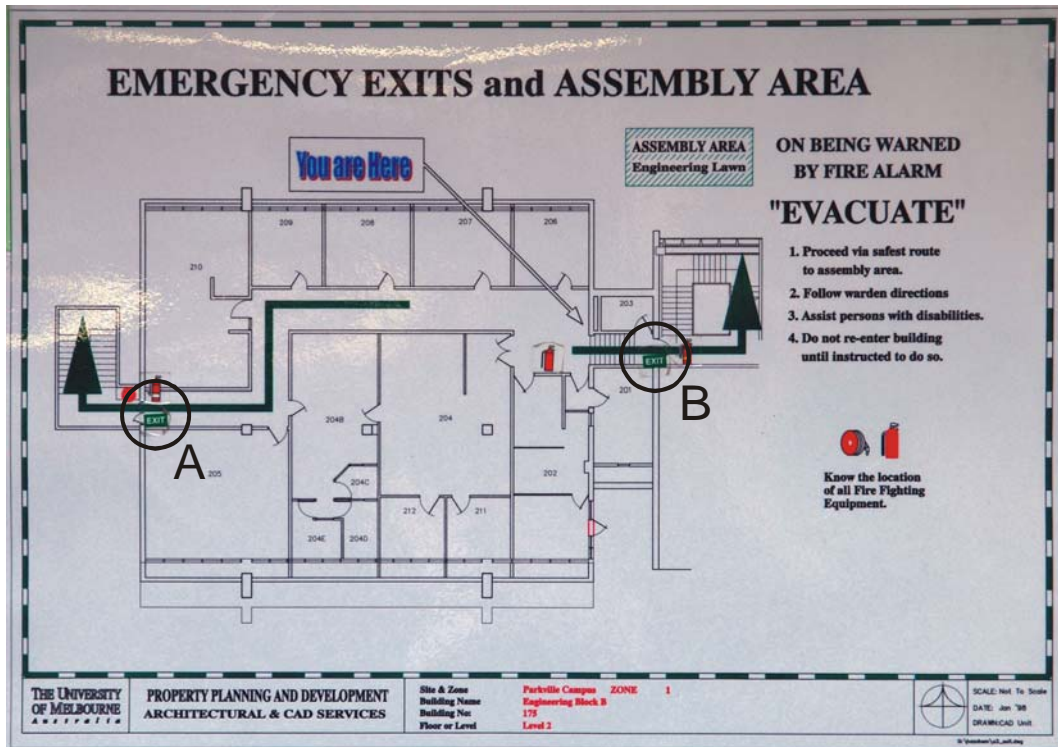 EMERGENCY EXITS and ASSEMBLY AREA
You are Here
ASSEMBLY AREA
Engineering Lawn
ON BEING WARNED
BY FIRE ALARM
"EVACUATE"
1. Proceed via safest route
to assembly area.
2. Follow warden directions
3. Assist persons with disabilities.
4. Do not re-enter building
until instructed to do so.
209
208
207
206
210
203
EXIT
B
201
EXIT
A
204B
204
205
204C
202
212
211
204E
204D
Know the location
of all Fire Fighting
Equipment.
THE UNIVERSITY
OF MELBOURNE
Australia
PROPERTY PLANNING AND DEVELOPMENT
ARCHITECTURAL & CAD SERVICES
Site & Zone Parkville Campus ZONE 1
Building Name Engineering Block B
Building No: 175
Floor or Level Level 2
SCALE: Not To Scale
DATE: Jan '98
DRAWN:CAD Unit